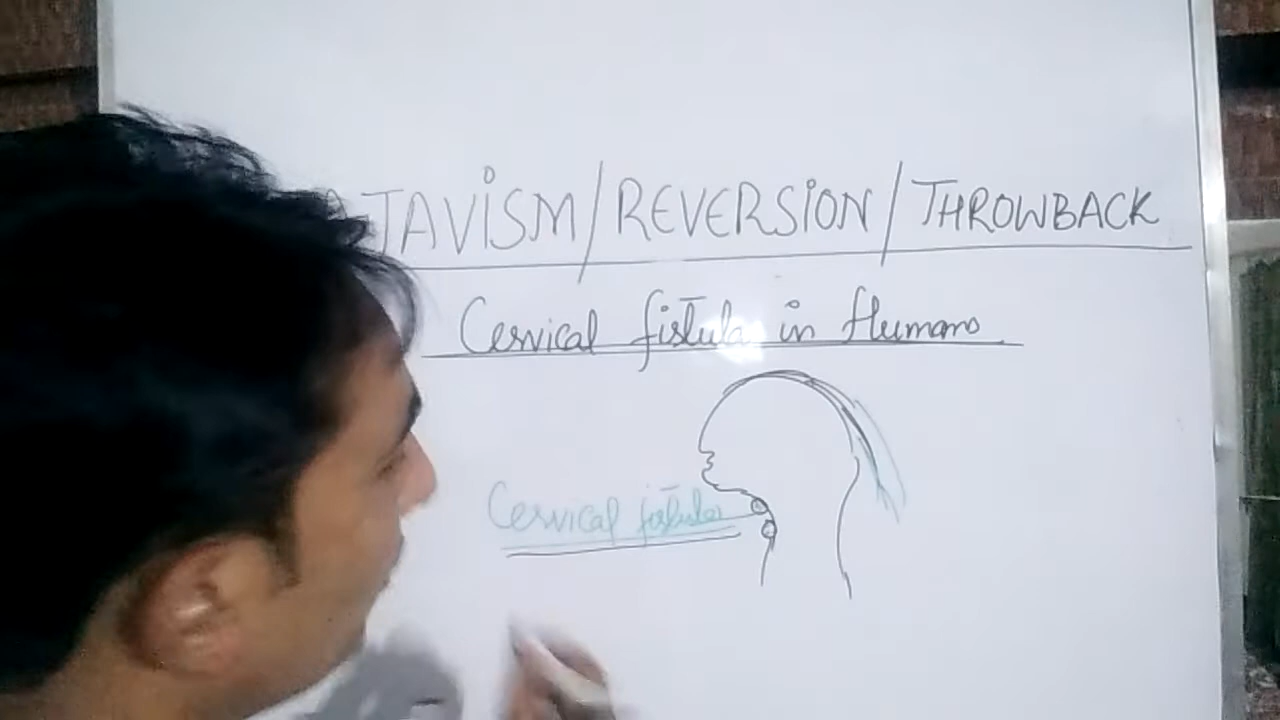 ATAVISM/REVERSION/THROWBACK
Cervical fistula in Humans
Cervical fistula